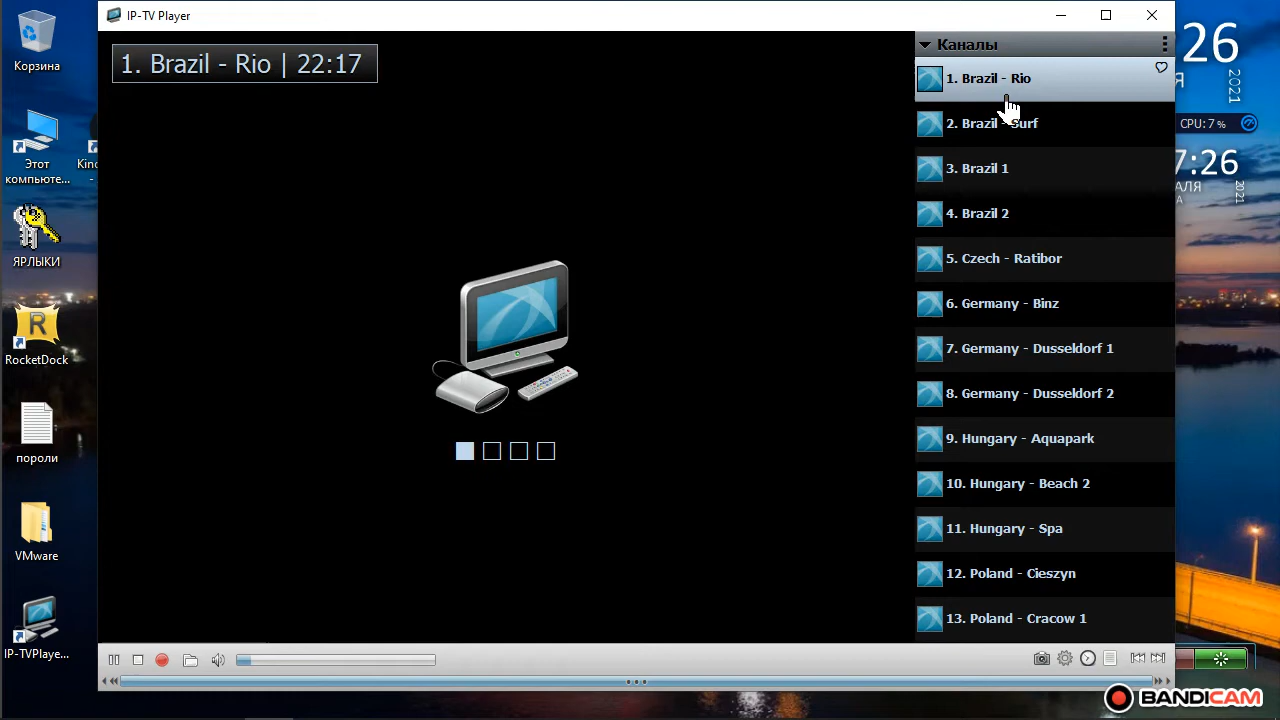 Корзина
Этот
компьюте...
Kinc
-
ЯРЛЫКИ
RocketDock
пороли
VMware
IP-TVPlaye...
IP-TV Player
1. Brazil - Rio | 22:17
Каналы
1. Brazil - Rio
2. Brazil - Surf
3. Brazil 1
4. Brazil 2
5. Czech - Ratibor
6. Germany - Binz
7. Germany - Dusseldorf 1
8. Germany - Dusseldorf 2
9. Hungary - Aquapark
10. Hungary - Beach 2
11. Hungary - Spa
12. Poland - Cieszyn
13. Poland - Cracow 1
26
Я
2021
CPU: 7 %
7:26
АЛЯ
А
2021
BANDICAM